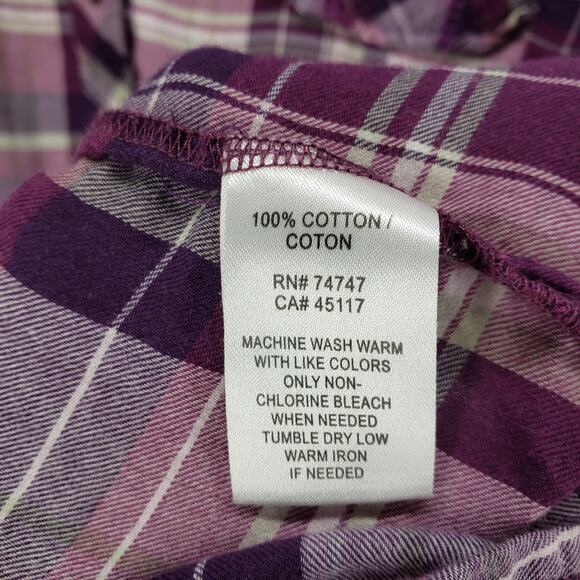 100% COTTON /
COTON
RN# 74747
CA# 45117
MACHINE WASH WARM
WITH LIKE COLORS
ONLY NON-
CHLORINE BLEACH
WHEN NEEDED
TUMBLE DRY LOW
WARM IRON
IF NEEDED